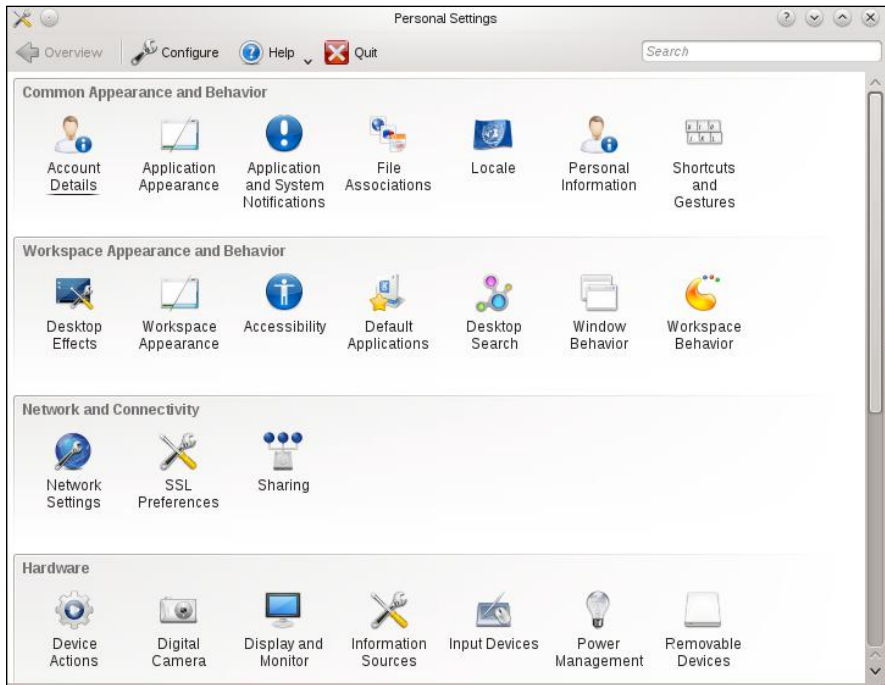 Personal Settings
Overview Configure Help Quit Search
Common Appearance and Behavior
Account Details
Application Appearance
Application and System Notifications
File Associations
Locale
Personal Information
Shortcuts and Gestures
Workspace Appearance and Behavior
Desktop Effects
Workspace Appearance
Accessibility
Default Applications
Desktop Search
Window Behavior
Workspace Behavior
Network and Connectivity
Network Settings
SSL Preferences
Sharing
Hardware
Device Actions
Digital Camera
Display and Monitor
Information Sources
Input Devices
Power Management
Removable Devices